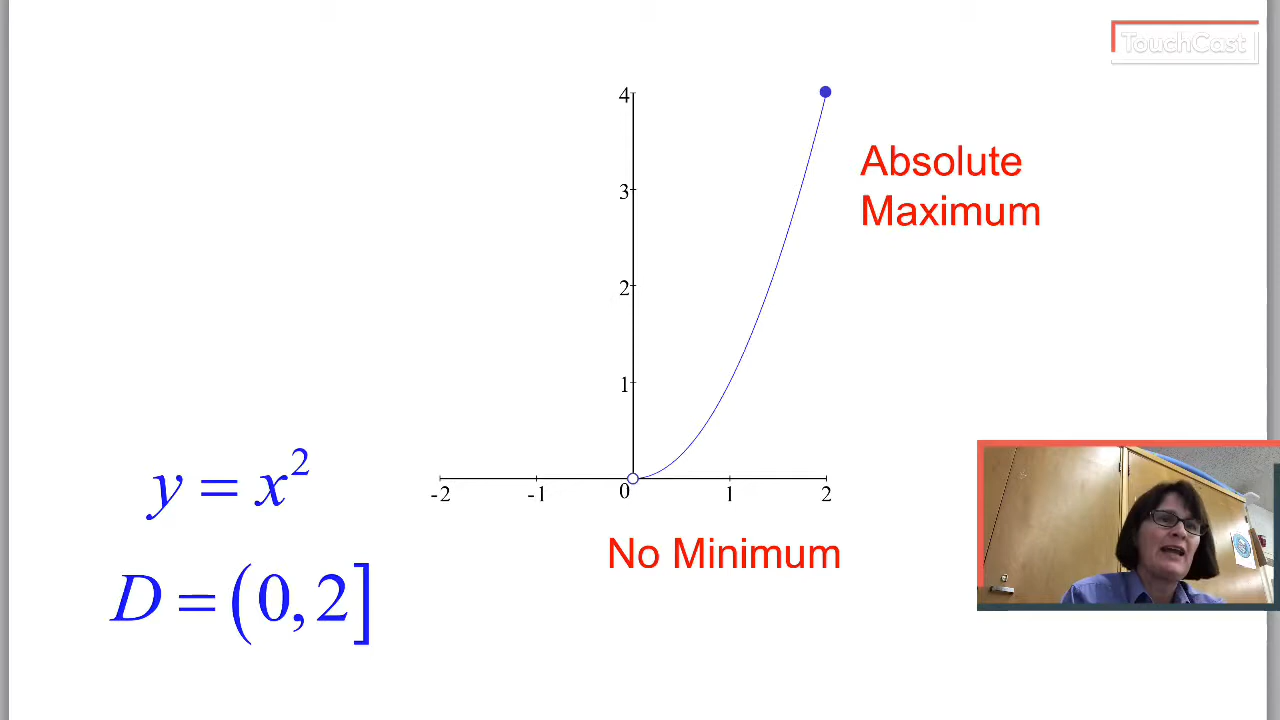 TouchCast
4
3
2
1
0
-2
-1
1
2
Absolute
Maximum
No Minimum
y = x²
D = (0, 2]